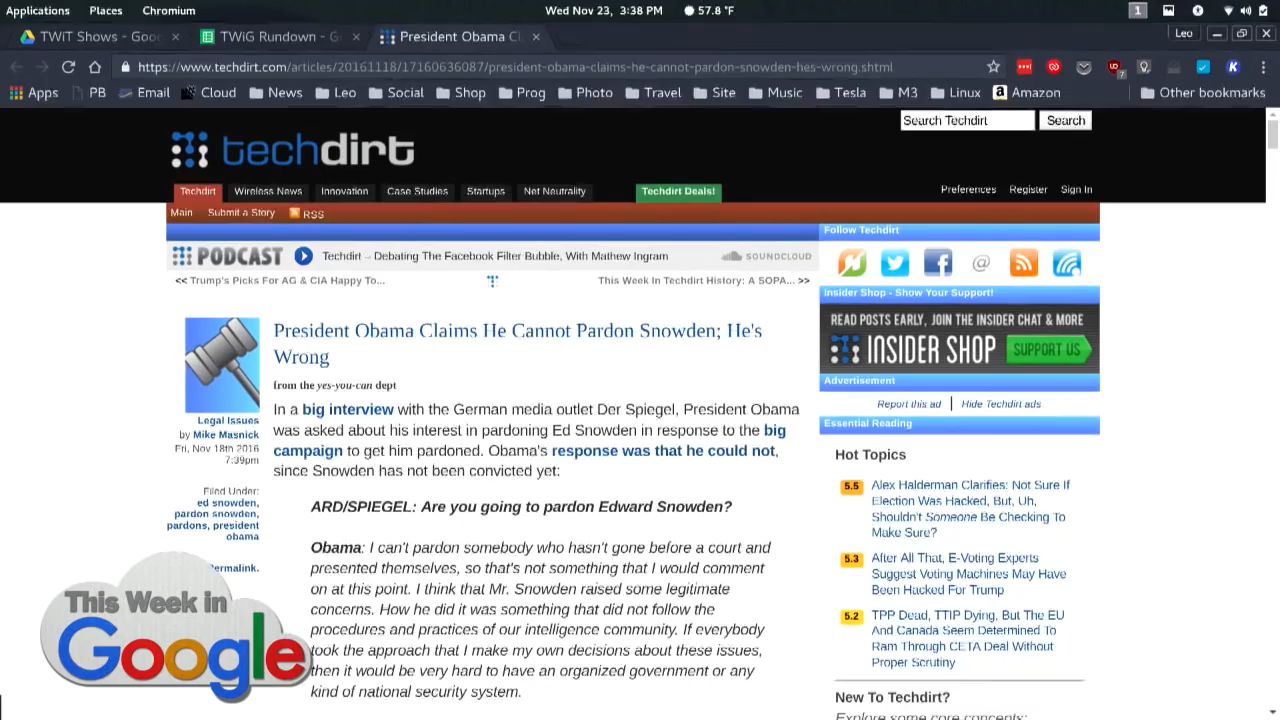 Applications Places Chromium Wed Nov 23, 3:38 PM 57.8 °F 1
TWiT Shows - Goo × TWiG Rundown - G × President Obama Cl × Leo
https://www.techdirt.com/articles/20161118/17160636087/president-obama-claims-he-cannot-pardon-snowden-hes-wrong.shtml 7
Apps PB Email Cloud News Leo Social Shop Prog Photo Travel Site Music Tesla M3 Linux Amazon Other bookmarks
Search Techdirt Search
techdirt
Techdirt Wireless News Innovation Case Studies Startups Net Neutrality Techdirt Deals! Preferences Register Sign In
Main Submit a Story RSS
PODCAST Techdirt – Debating The Facebook Filter Bubble, With Mathew Ingram SOUNDCLOUD
<< Trump's Picks For AG & CIA Happy To... This Week In Techdirt History: A SOPA... >>
President Obama Claims He Cannot Pardon Snowden; He's
Wrong
from the yes-you-can dept
In a big interview with the German media outlet Der Spiegel, President Obama
was asked about his interest in pardoning Ed Snowden in response to the big
campaign to get him pardoned. Obama's response was that he could not,
since Snowden has not been convicted yet:
ARD/SPIEGEL: Are you going to pardon Edward Snowden?
Obama: I can't pardon somebody who hasn't gone before a court and
presented themselves, so that's not something that I would comment
on at this point. I think that Mr. Snowden raised some legitimate
concerns. How he did it was something that did not follow the
procedures and practices of our intelligence community. If everybody
took the approach that I make my own decisions about these issues,
then it would be very hard to have an organized government or any
kind of national security system.
Legal Issues
by Mike Masnick
Fri, Nov 18th 2016
7:39pm
Filed Under:
ed snowden,
pardon snowden,
pardons, president
obama
ermalink.
This Week in
Google
Follow Techdirt
Insider Shop - Show Your Support!
READ POSTS EARLY, JOIN THE INSIDER CHAT & MORE
INSIDER SHOP SUPPORT US
Advertisement
Report this ad | Hide Techdirt ads
Essential Reading
Hot Topics
5.5 Alex Halderman Clarifies: Not Sure If
Election Was Hacked, But, Uh,
Shouldn't Someone Be Checking To
Make Sure?
5.3 After All That, E-Voting Experts
Suggest Voting Machines May Have
Been Hacked For Trump
5.2 TPP Dead, TTIP Dying, But The EU
And Canada Seem Determined To
Ram Through CETA Deal Without
Proper Scrutiny
New To Techdirt?
Explore some core concepts: